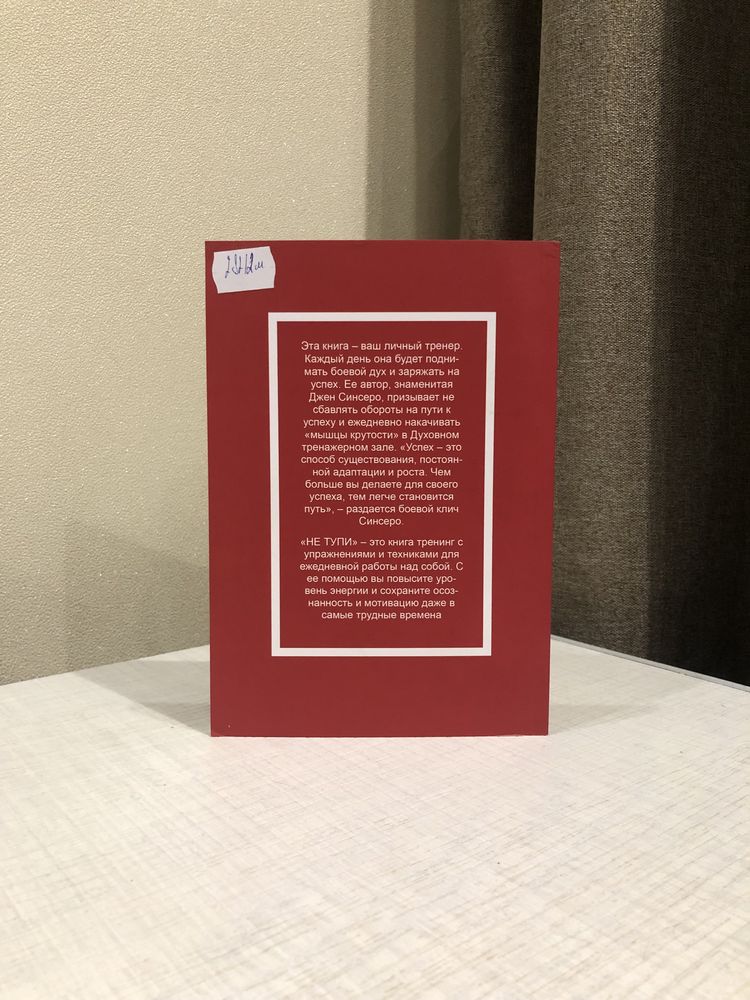 Эта книга – ваш личный тренер.
Каждый день она будет подни-
мать боевой дух и заряжать на
успех. Ее автор, знаменитая
Джен Синсеро, призывает не
сбавлять обороты на пути к
успеху и ежедневно накачивать
«мышцы крутости» в Духовном
тренажерном зале. «Успех – это
способ существования, постоян-
ной адаптации и роста. Чем
больше вы делаете для своего
успеха, тем легче становится
путь», – раздается боевой клич
Синсеро.
«НЕ ТУПИ» – это книга тренинг с
упражнениями и техниками для
ежедневной работы над собой. С
ее помощью вы повысите уро-
вень энергии и сохраните осоз-
нанность и мотивацию даже в
самые трудные времена